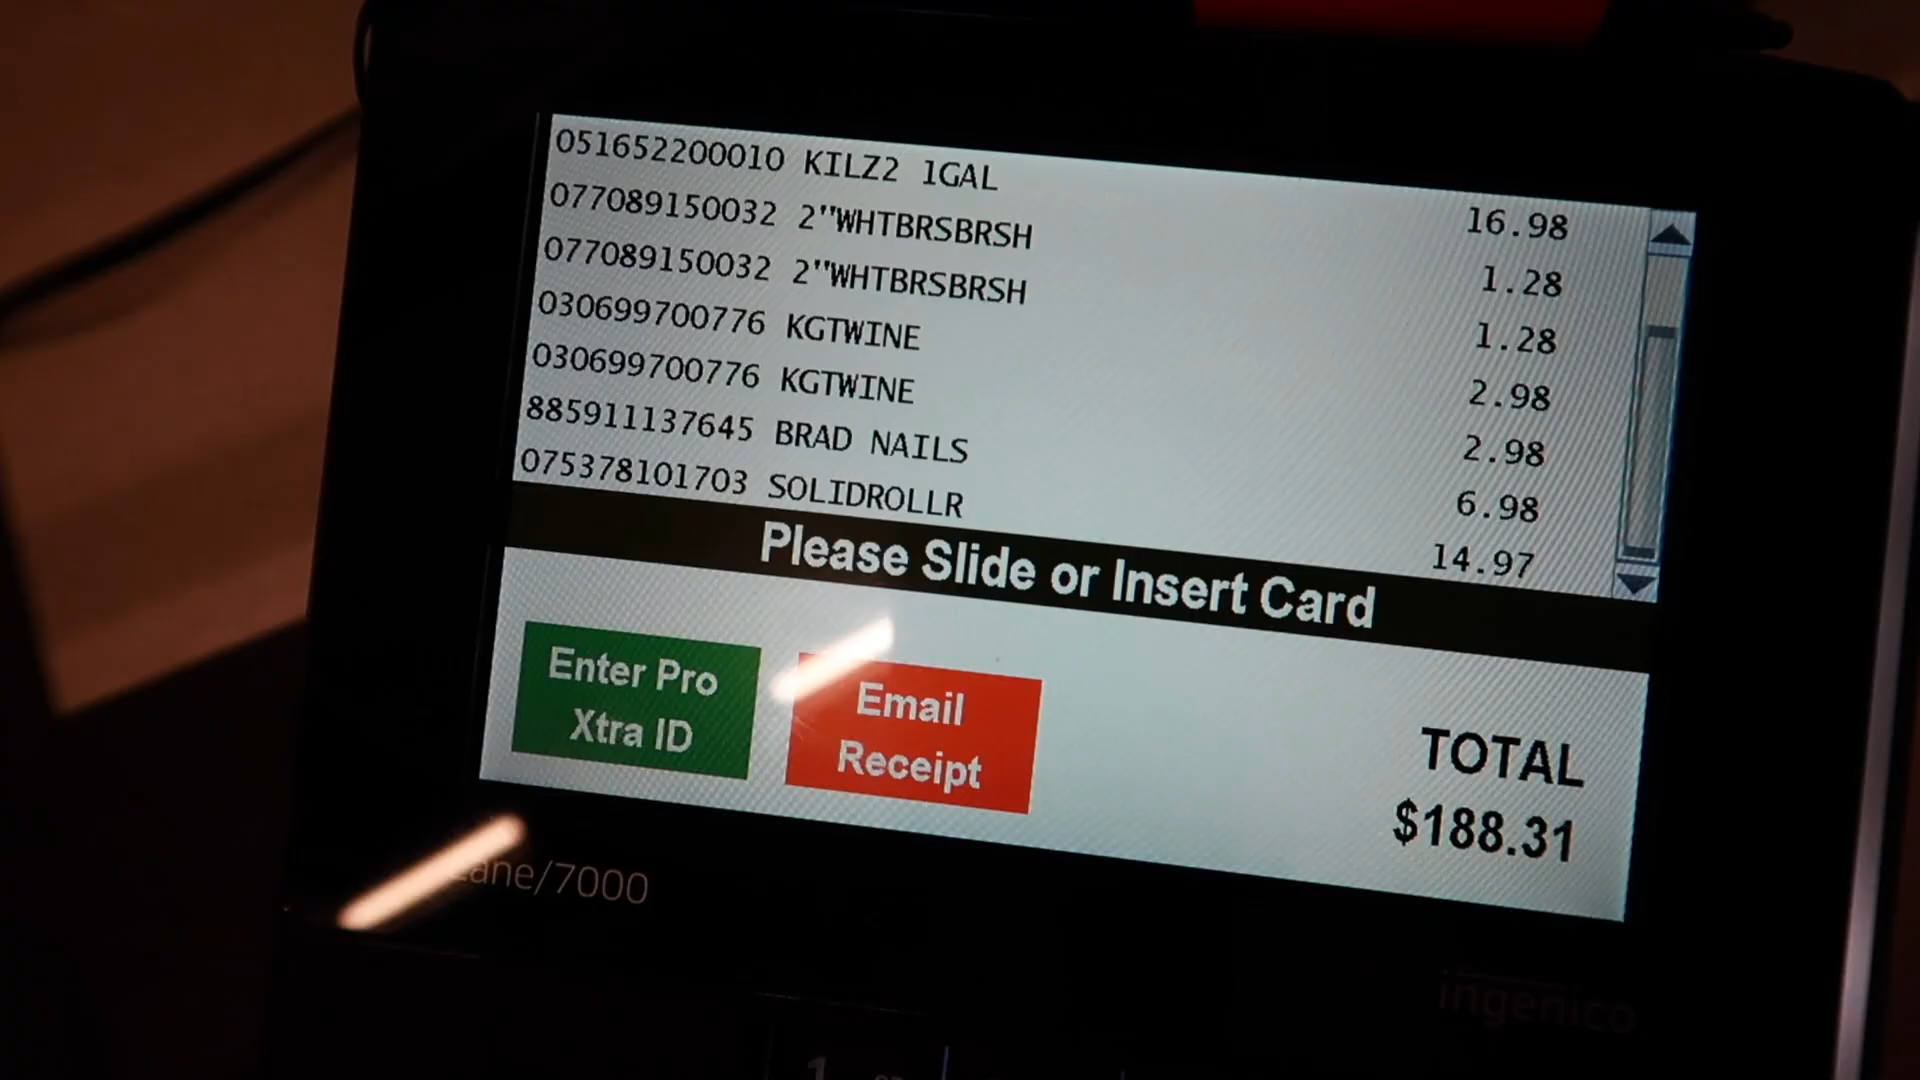 051652200010 KILZ2 1GAL 16.98
077089150032 2"WHTBRSBRSH 1.28
077089150032 2"WHTBRSBRSH 1.28
030699700776 KGTWINE 2.98
030699700776 KGTWINE 2.98
885911137645 BRAD NAILS 6.98
075378101703 SOLIDROLLR 14.97
Please Slide or Insert Card
Enter Pro
Xtra ID
Email
Receipt
TOTAL
$188.31
Lane/7000
ingenico
1